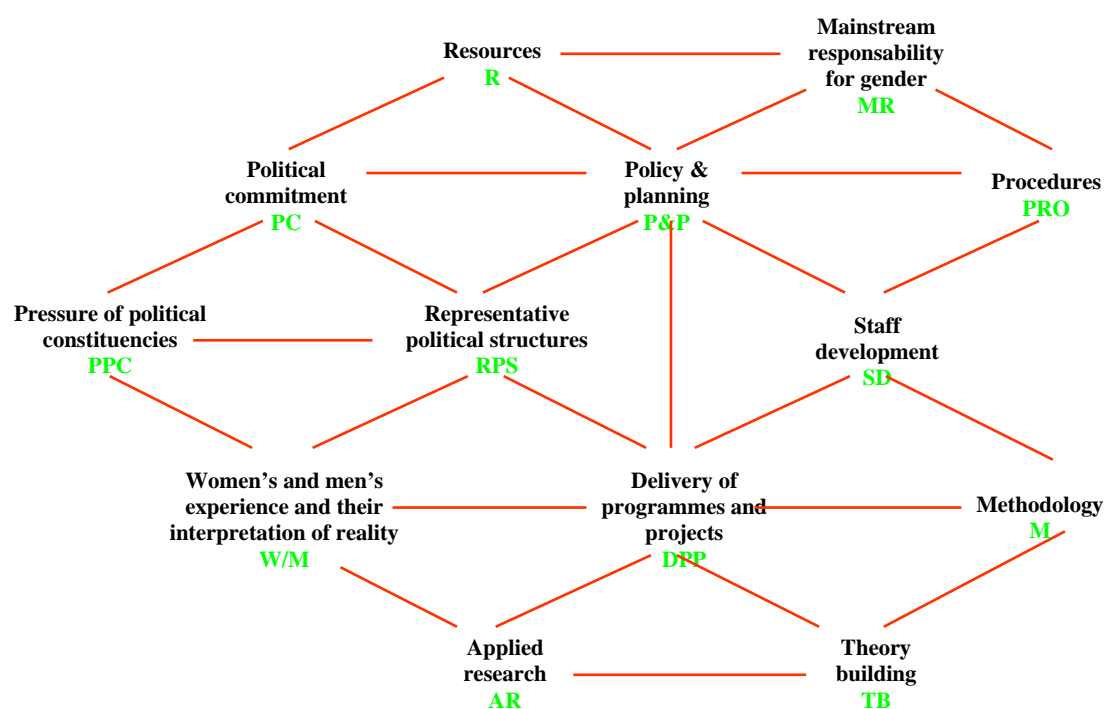 Resources
R
Mainstream
responsability
for gender
MR
Political
commitment
PC
Policy &
planning
P&P
Procedures
PRO
Pressure of political
constituencies
PPC
Representative
political structures
RPS
Staff
development
SD
Women's and men's
experience and their
interpretation of reality
W/M
Delivery of
programmes and
projects
DPP
Methodology
M
Applied
research
AR
Theory
building
TB